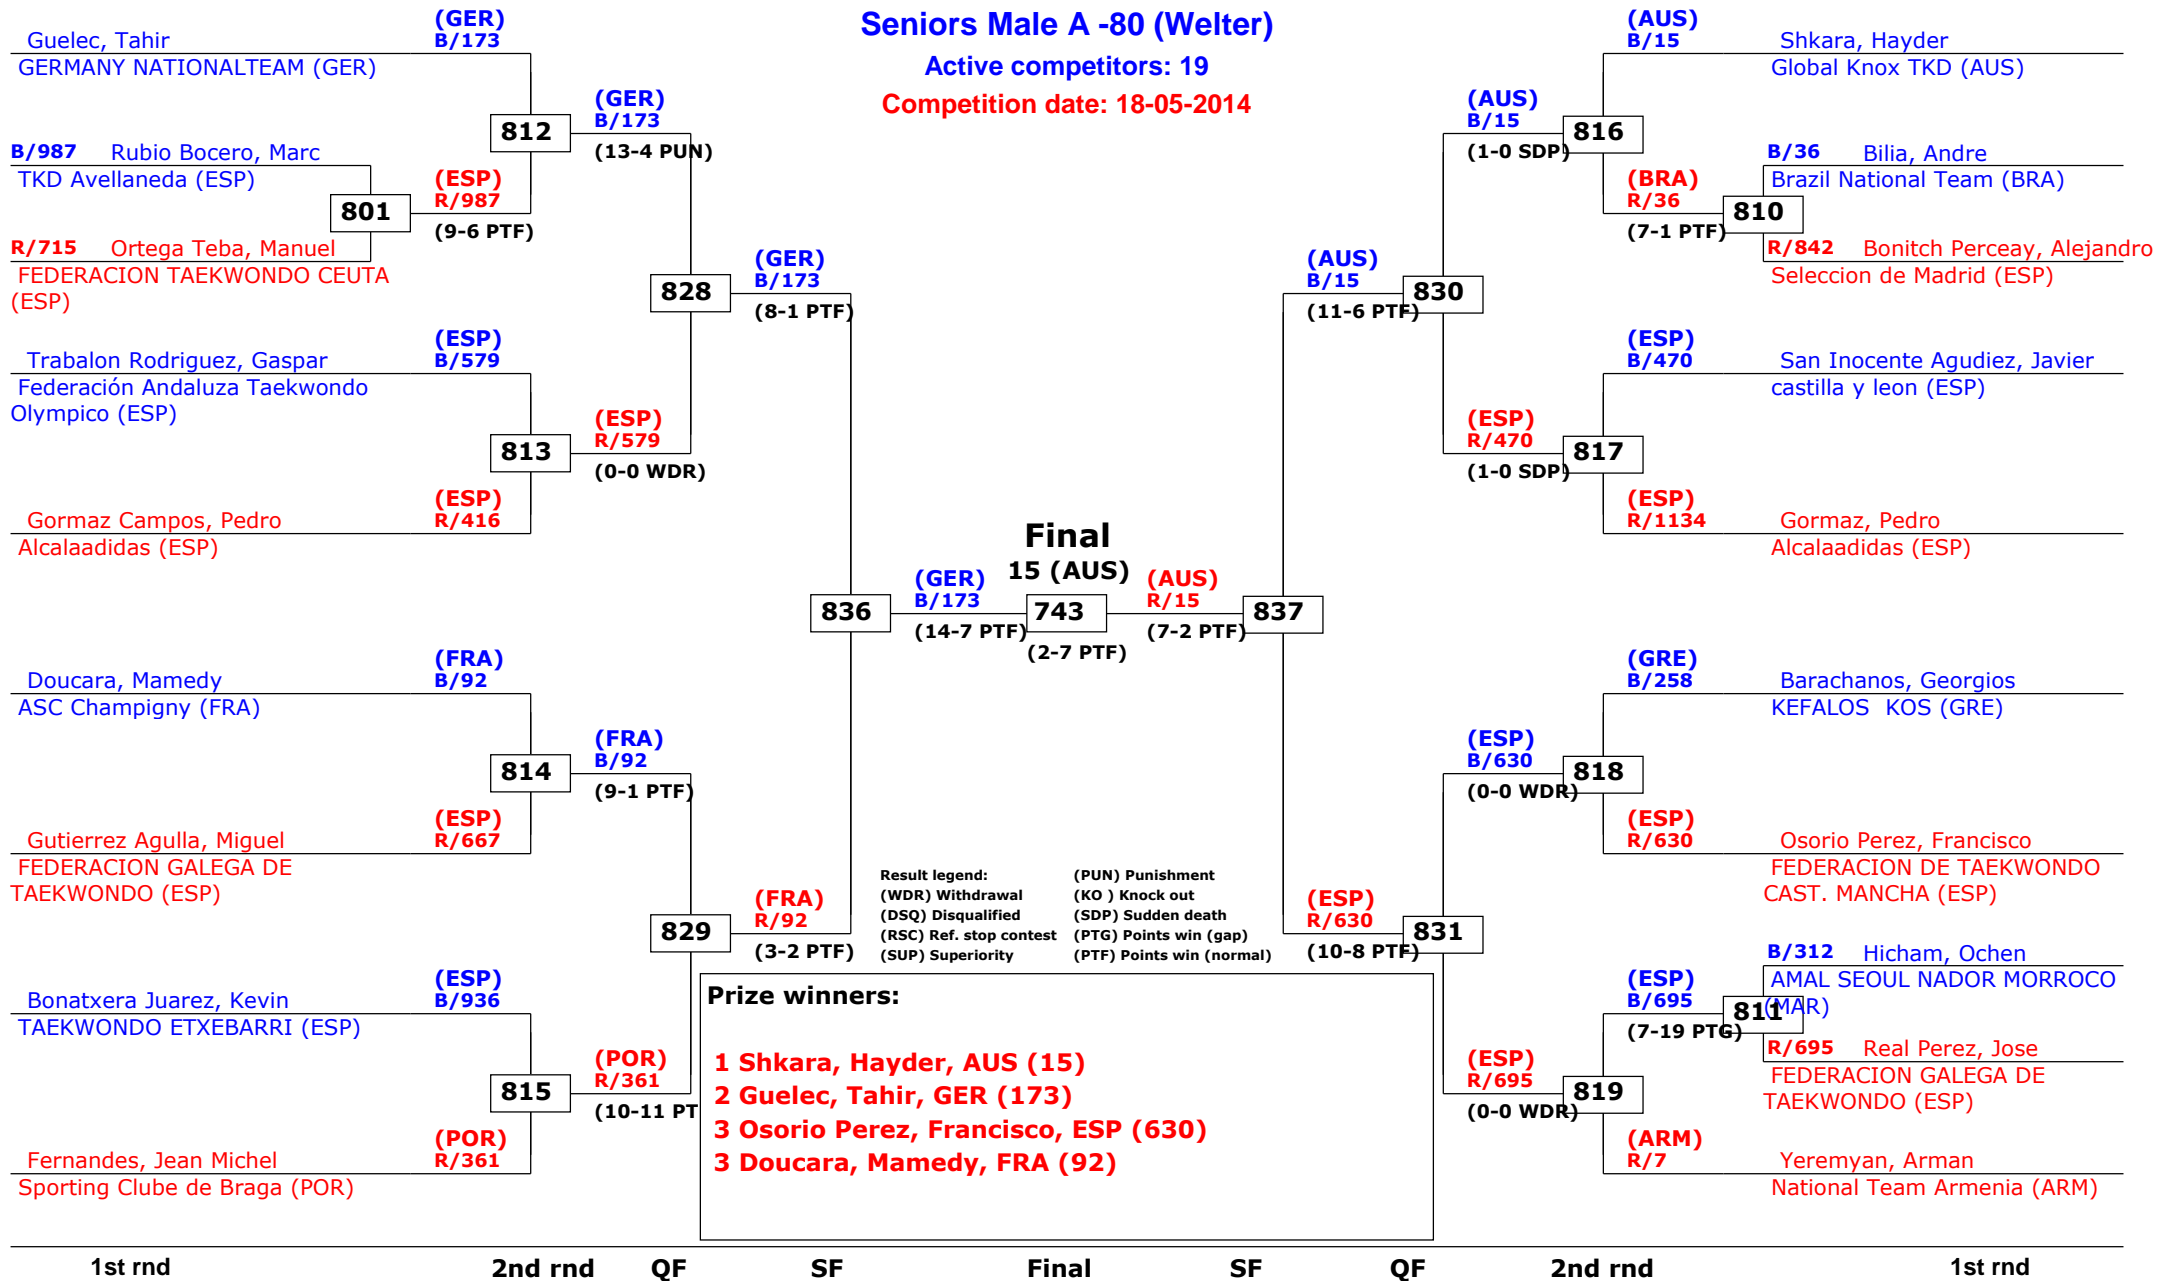 Seniors Male A -80 (Welter)
Active competitors: 19
Competition date: 18-05-2014
Guelec, Tahir
GERMANY NATIONALTEAM (GER)
(GER)
B/173
B/987 Rubio Bocero, Marc
TKD Avellaneda (ESP)
801
R/715 Ortega Teba, Manuel
FEDERACION TAEKWONDO CEUTA
(ESP)
(ESP)
R/987
(9-6 PTF)
812
(GER)
B/173
(13-4 PUN)
Trabalon Rodriguez, Gaspar
Federación Andaluza Taekwondo
Olympico (ESP)
(ESP)
B/579
813
Gormaz Campos, Pedro
Alcalaadidas (ESP)
(ESP)
R/416
(ESP)
R/579
(0-0 WDR)
828
(GER)
B/173
(8-1 PTF)
Doucara, Mamedy
ASC Champigny (FRA)
(FRA)
B/92
814
Gutierrez Agulla, Miguel
FEDERACION GALEGA DE
TAEKWONDO (ESP)
(ESP)
R/667
(FRA)
B/92
(9-1 PTF)
829
Bonatxera Juarez, Kevin
TAEKWONDO ETXEBARRI (ESP)
(ESP)
B/936
815
Fernandes, Jean Michel
Sporting Clube de Braga (POR)
(POR)
R/361
(POR)
R/361
(10-11 PT
(FRA)
R/92
(3-2 PTF)
836
(GER)
B/173
(14-7 PTF)
Final
15 (AUS)
743
(2-7 PTF)
(AUS)
R/15
(7-2 PTF)
837
(AUS)
B/15
(11-6 PTF)
830
(AUS)
B/15
(1-0 SDP)
816
(AUS)
B/15
Shkara, Hayder
Global Knox TKD (AUS)
(BRA)
R/36
(7-1 PTF)
810
B/36 Bilia, Andre
Brazil National Team (BRA)
R/842 Bonitch Perceay, Alejandro
Seleccion de Madrid (ESP)
(ESP)
R/470
(1-0 SDP)
817
(ESP)
B/470
San Inocente Agudiez, Javier
castilla y leon (ESP)
(ESP)
R/1134
Gormaz, Pedro
Alcalaadidas (ESP)
(ESP)
R/630
(10-8 PTF)
831
(ESP)
B/630
(0-0 WDR)
818
(GRE)
B/258
Barachanos, Georgios
KEFALOS KOS (GRE)
(ESP)
R/630
Osorio Perez, Francisco
FEDERACION DE TAEKWONDO
CAST. MANCHA (ESP)
(ESP)
R/695
(0-0 WDR)
819
(ESP)
B/695
(7-19 PTG)
811
B/312 Hicham, Ochen
AMAL SEOUL NADOR MORROCO
(MAR)
R/695 Real Perez, Jose
FEDERACION GALEGA DE
TAEKWONDO (ESP)
(ARM)
R/7
Yeremyan, Arman
National Team Armenia (ARM)
Result legend:
(WDR) Withdrawal
(DSQ) Disqualified
(RSC) Ref. stop contest
(SUP) Superiority
(PUN) Punishment
(KO ) Knock out
(SDP) Sudden death
(PTG) Points win (gap)
(PTF) Points win (normal)
Prize winners:
1 Shkara, Hayder, AUS (15)
2 Guelec, Tahir, GER (173)
3 Osorio Perez, Francisco, ESP (630)
3 Doucara, Mamedy, FRA (92)
1st rnd 2nd rnd QF SF Final SF QF 2nd rnd 1st rnd